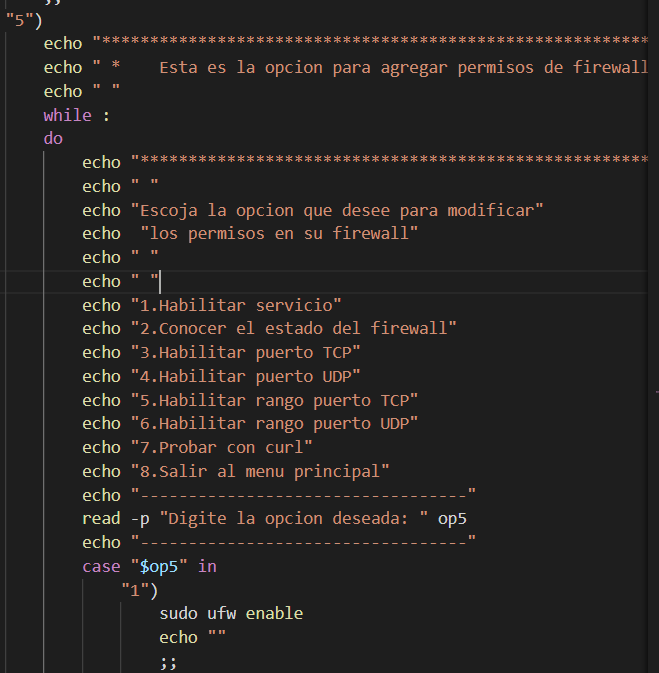 ;;
"5")
echo "*********************************************************
echo " *    Esta es la opcion para agregar permisos de firewall
echo " "
while :
do
echo "*****************************************************
echo " "
echo "Escoja la opcion que desee para modificar"
echo  "los permisos en su firewall"
echo " "
echo " "
echo "1.Habilitar servicio"
echo "2.Conocer el estado del firewall"
echo "3.Habilitar puerto TCP"
echo "4.Habilitar puerto UDP"
echo "5.Habilitar rango puerto TCP"
echo "6.Habilitar rango puerto UDP"
echo "7.Probar con curl"
echo "8.Salir al menu principal"
echo "----------------------------------"
read -p "Digite la opcion deseada: " op5
echo "----------------------------------"
case "$op5" in
"1")
sudo ufw enable
echo ""
;;